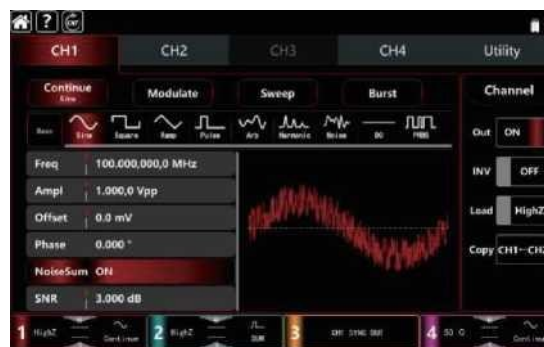 ?
CH1 CH2 CH3 CH4 Utility
Continue Sine Modulate Sweep Burst Channel
Base Sine Square Ramp Pulse Arb Harmonic Noise DC PRBS
Out ON
Freq 100.000,000,0 MHz
INV OFF
Ampl 1.000,0 Vpp
Offset 0.0 mV
Load HighZ
Phase 0.000 °
Copy CH1←CH2
NoiseSum ON
SNR 3.000 dB
1 HighZ Continue 2 HighZ SUM 3 CH1 SYNC OUT 4 50 Ω Continue